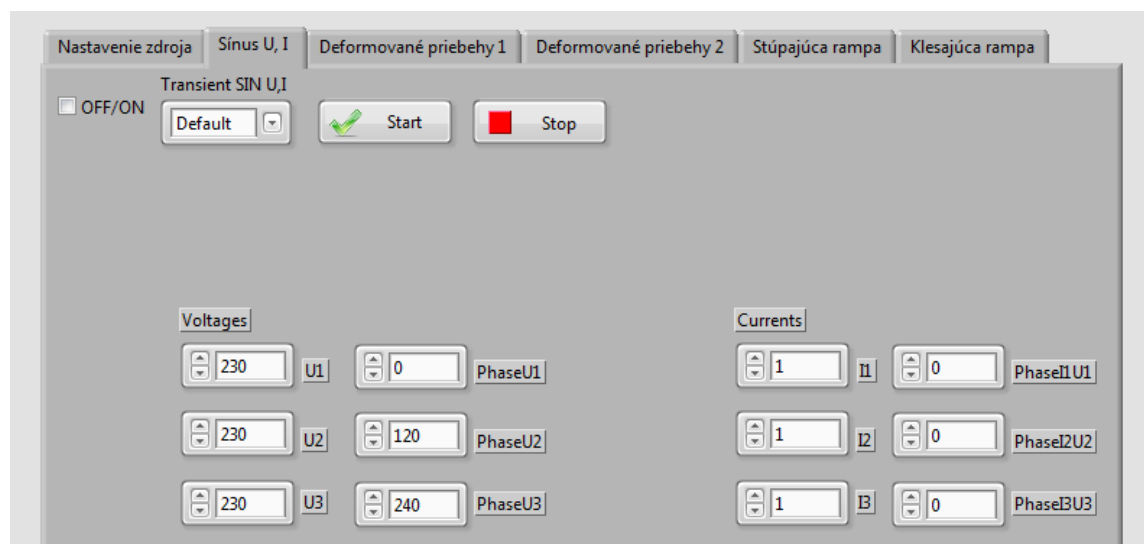 Nastavenie zdroja Sínus U, I Deformované priebehy 1 Deformované priebehy 2 Stúpajúca rampa Klesajúca rampa
Transient SIN U,I
OFF/ON Default Start Stop
Voltages Currents
230 U1 0 PhaseU1 1 I1 0 PhaseI1U1
230 U2 120 PhaseU2 1 I2 0 PhaseI2U2
230 U3 240 PhaseU3 1 I3 0 PhaseI3U3